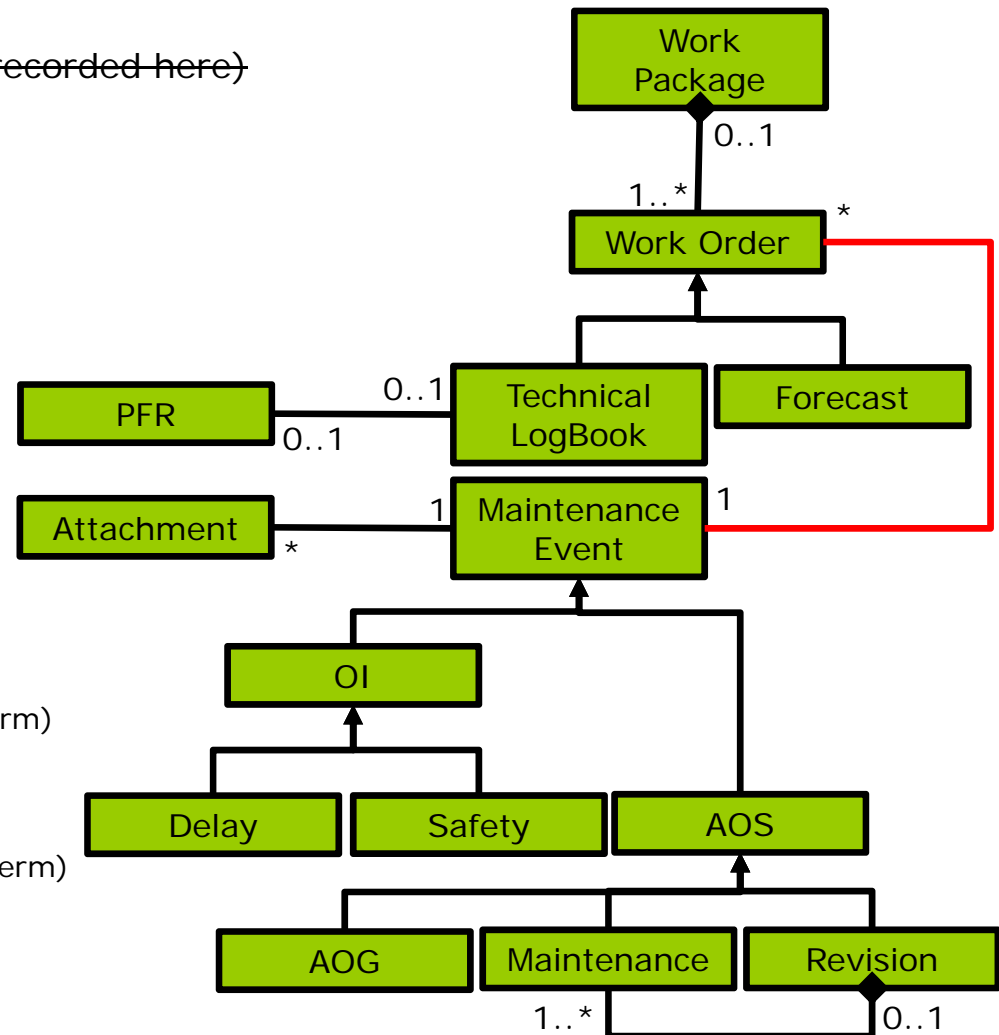 recorded here)
Work
Package
0..1
1..*
*
Work Order
PFR
0..1
0..1
Technical
LogBook
Forecast
Attachment
*
1
Maintenance
Event
1
OI
rm)
Delay
Safety
AOS
erm)
AOG
Maintenance
Revision
1..*
0..1